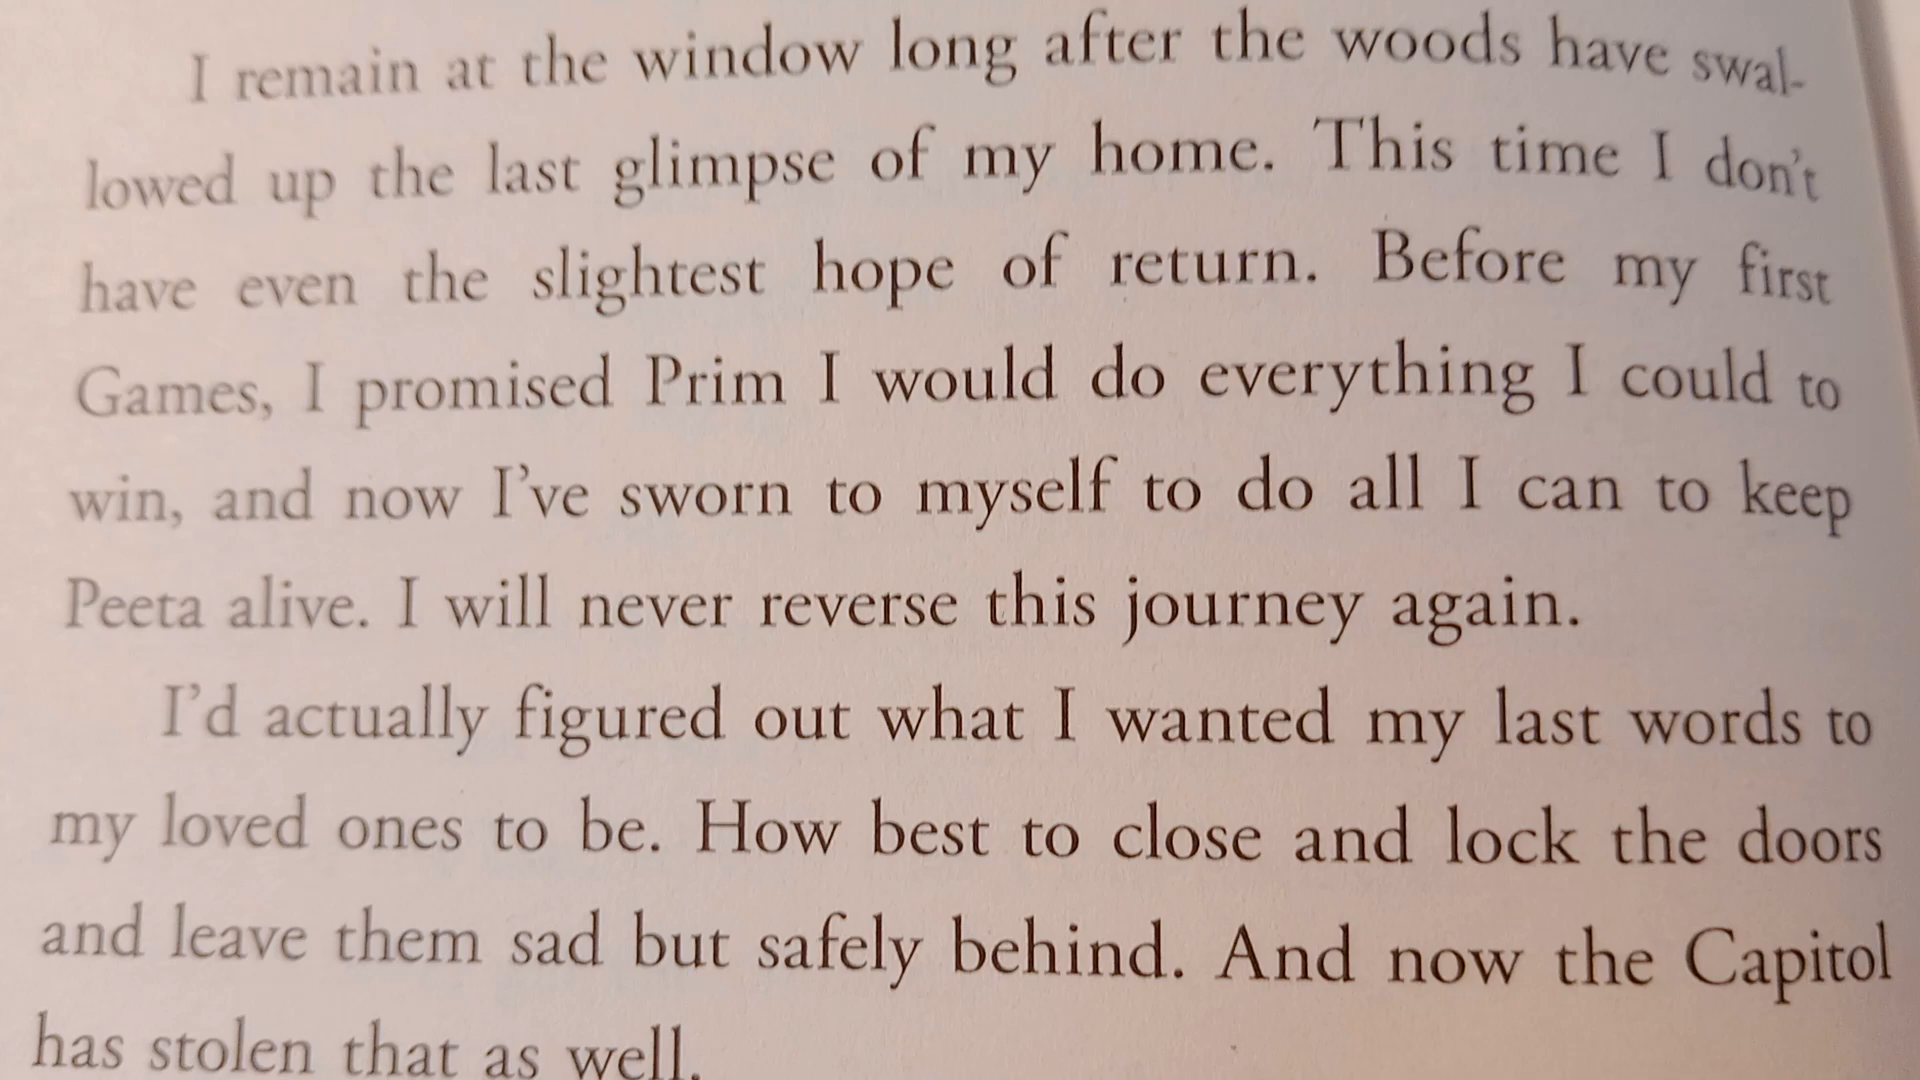 I remain at the window long after the woods have swal-
lowed up the last glimpse of my home. This time I don't
have even the slightest hope of return. Before my first
Games, I promised Prim I would do everything I could to
win, and now I've sworn to myself to do all I can to keep
Peeta alive. I will never reverse this journey again.
I'd actually figured out what I wanted my last words to
my loved ones to be. How best to close and lock the doors
and leave them sad but safely behind. And now the Capitol
has stolen that as well.